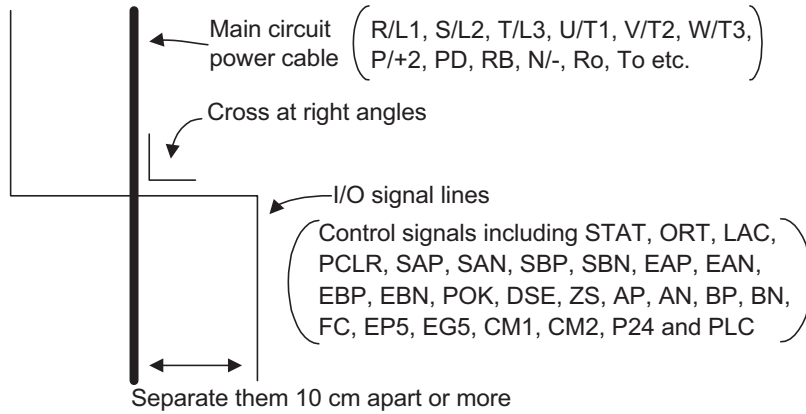 Main circuit
power cable
R/L1, S/L2, T/L3, U/T1, V/T2, W/T3,
P/+2, PD, RB, N/-, Ro, To etc.
Cross at right angles
I/O signal lines
Control signals including STAT, ORT, LAC,
PCLR, SAP, SAN, SBP, SBN, EAP, EAN,
EBP, EBN, POK, DSE, ZS, AP, AN, BP, BN,
FC, EP5, EG5, CM1, CM2, P24 and PLC
Separate them 10 cm apart or more